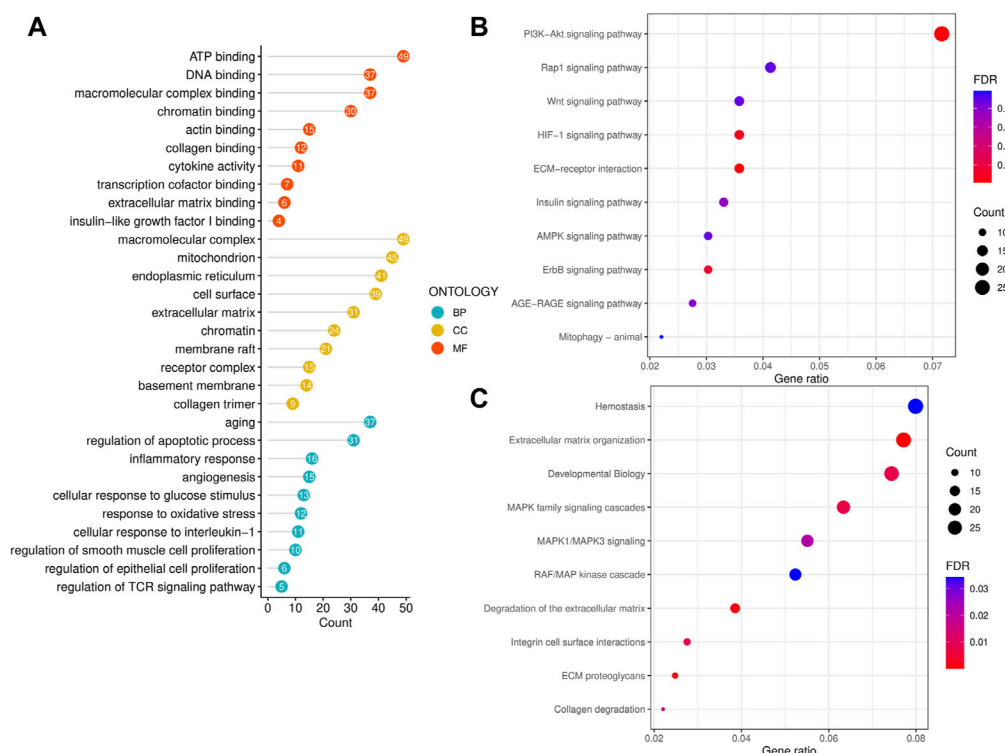 A
ATP binding 49
DNA binding 37
macromolecular complex binding 37
chromatin binding 30
actin binding 15
collagen binding 12
cytokine activity 11
transcription cofactor binding 7
extracellular matrix binding 6
insulin−like growth factor I binding 4
macromolecular complex 49
mitochondrion 45
endoplasmic reticulum 41
cell surface 39
extracellular matrix 31
chromatin 24
membrane raft 21
receptor complex 15
basement membrane 14
collagen trimer 9
aging 37
regulation of apoptotic process 31
inflammatory response 16
angiogenesis 15
cellular response to glucose stimulus 13
response to oxidative stress 12
cellular response to interleukin−1 11
regulation of smooth muscle cell proliferation 10
regulation of epithelial cell proliferation 6
regulation of TCR signaling pathway 5
0 10 20 30 40 50
Count
ONTOLOGY
BP
CC
MF
B
PI3K−Akt signaling pathway
Rap1 signaling pathway
Wnt signaling pathway
HIF−1 signaling pathway
ECM−receptor interaction
Insulin signaling pathway
AMPK signaling pathway
ErbB signaling pathway
AGE−RAGE signaling pathway
Mitophagy − animal
0.02 0.03 0.04 0.05 0.06 0.07
Gene ratio
FDR
0.
0.
0.
0.
Count
10
15
20
25
C
Hemostasis
Extracellular matrix organization
Developmental Biology
MAPK family signaling cascades
MAPK1/MAPK3 signaling
RAF/MAP kinase cascade
Degradation of the extracellular matrix
Integrin cell surface interactions
ECM proteoglycans
Collagen degradation
0.02 0.04 0.06 0.08
Gene ratio
Count
10
15
20
25
FDR
0.03
0.02
0.01